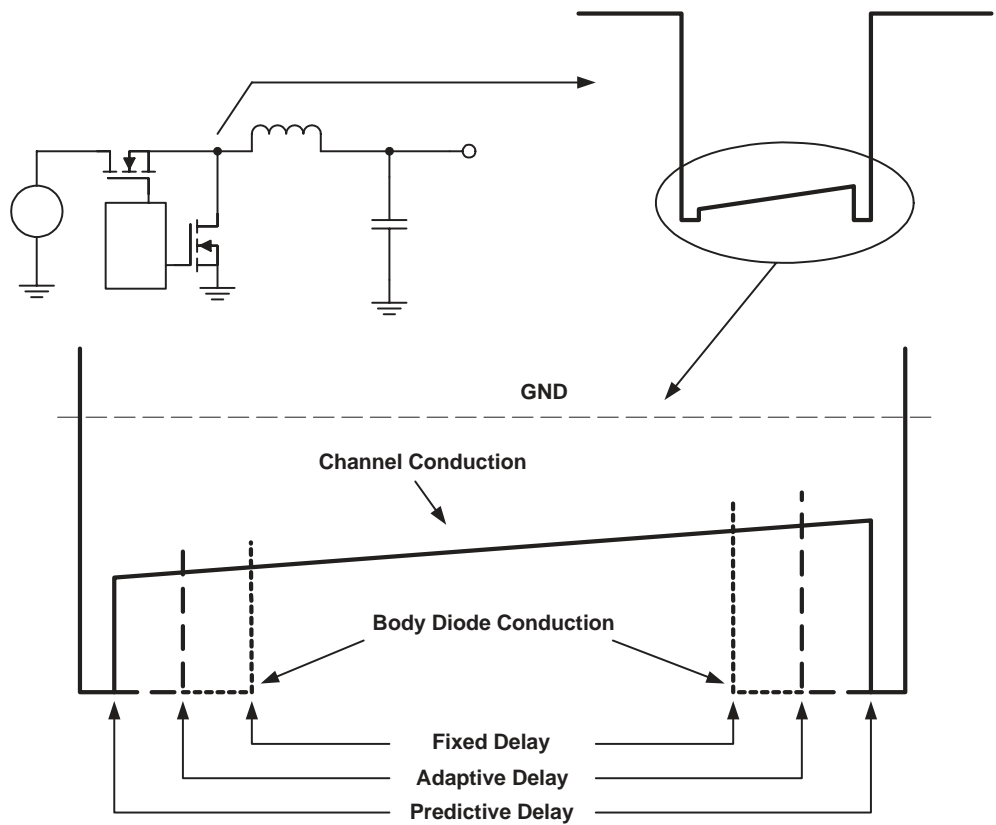 GND
Channel Conduction
Body Diode Conduction
Fixed Delay
Adaptive Delay
Predictive Delay